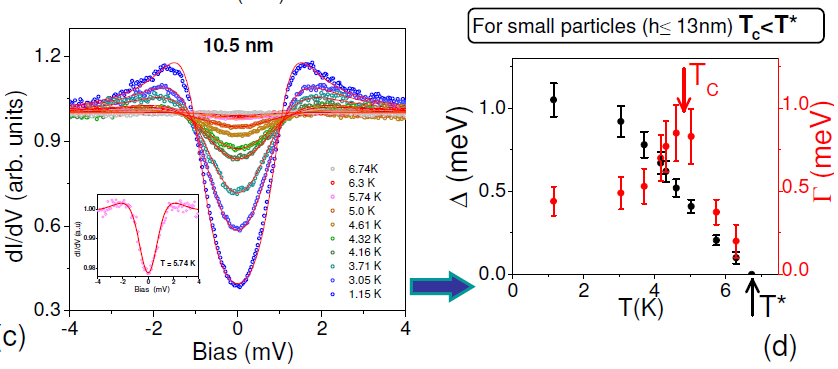 For small particles (h≤ 13nm) Tc<T*
10.5 nm
1.2
0.9
0.6
0.3
dI/dV (arb. units)
6.74K
6.3 K
5.74 K
5.0 K
4.61 K
4.32 K
4.16 K
3.71 K
3.05 K
1.15 K
1.00
0.99
0.98
dI/dV (a.u)
T = 5.74 K
-4 -2 0 2 4
Bias (mV)
-4 -2 0 2 4
Bias (mV)
(c)
Δ (meV)
1.0
0.5
0.0
Tc
1.0
0.5
0.0
Γ (meV)
0 2 4 6
T(K)
T*
(d)